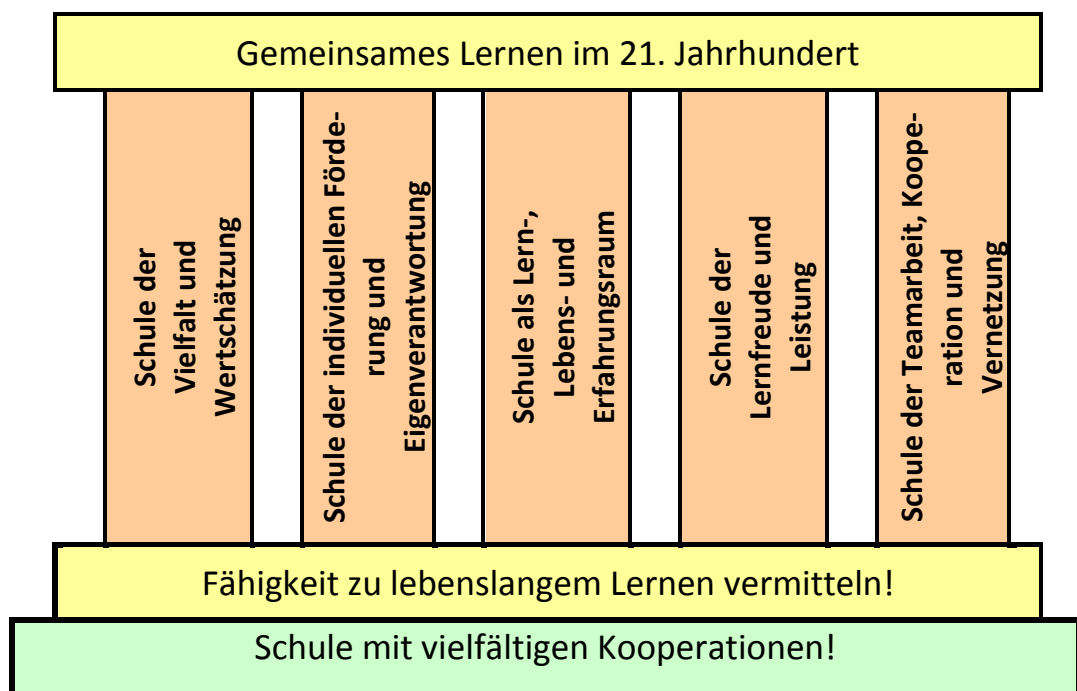 Gemeinsames Lernen im 21. Jahrhundert
Schule der
Vielfalt und
Wertschätzung
Schule der individuellen Förde-
rung und
Eigenverantwortung
Schule als Lern-,
Lebens- und
Erfahrungsraum
Schule der
Lernfreude und
Leistung
Schule der Teamarbeit, Koope-
ration und
Vernetzung
Fähigkeit zu lebenslangem Lernen vermitteln!
Schule mit vielfältigen Kooperationen!